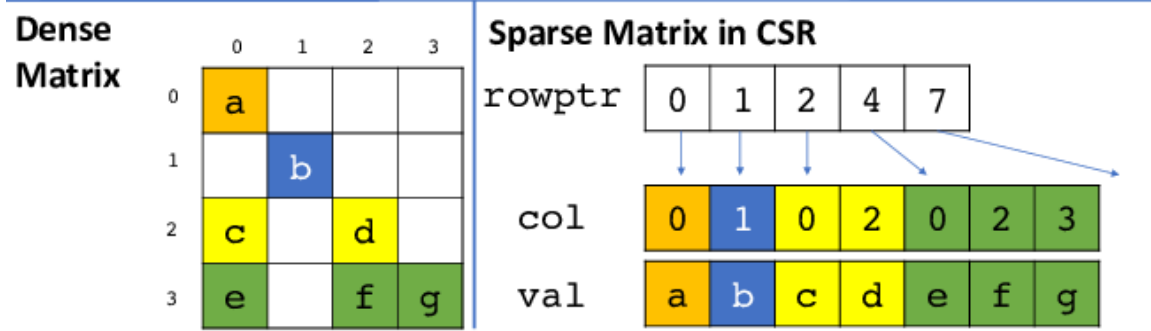 Dense
Matrix
0 1 2 3
0 a
1 b
2 c d
3 e f g
Sparse Matrix in CSR
rowptr 0 1 2 4 7
col 0 1 0 2 0 2 3
val a b c d e f g